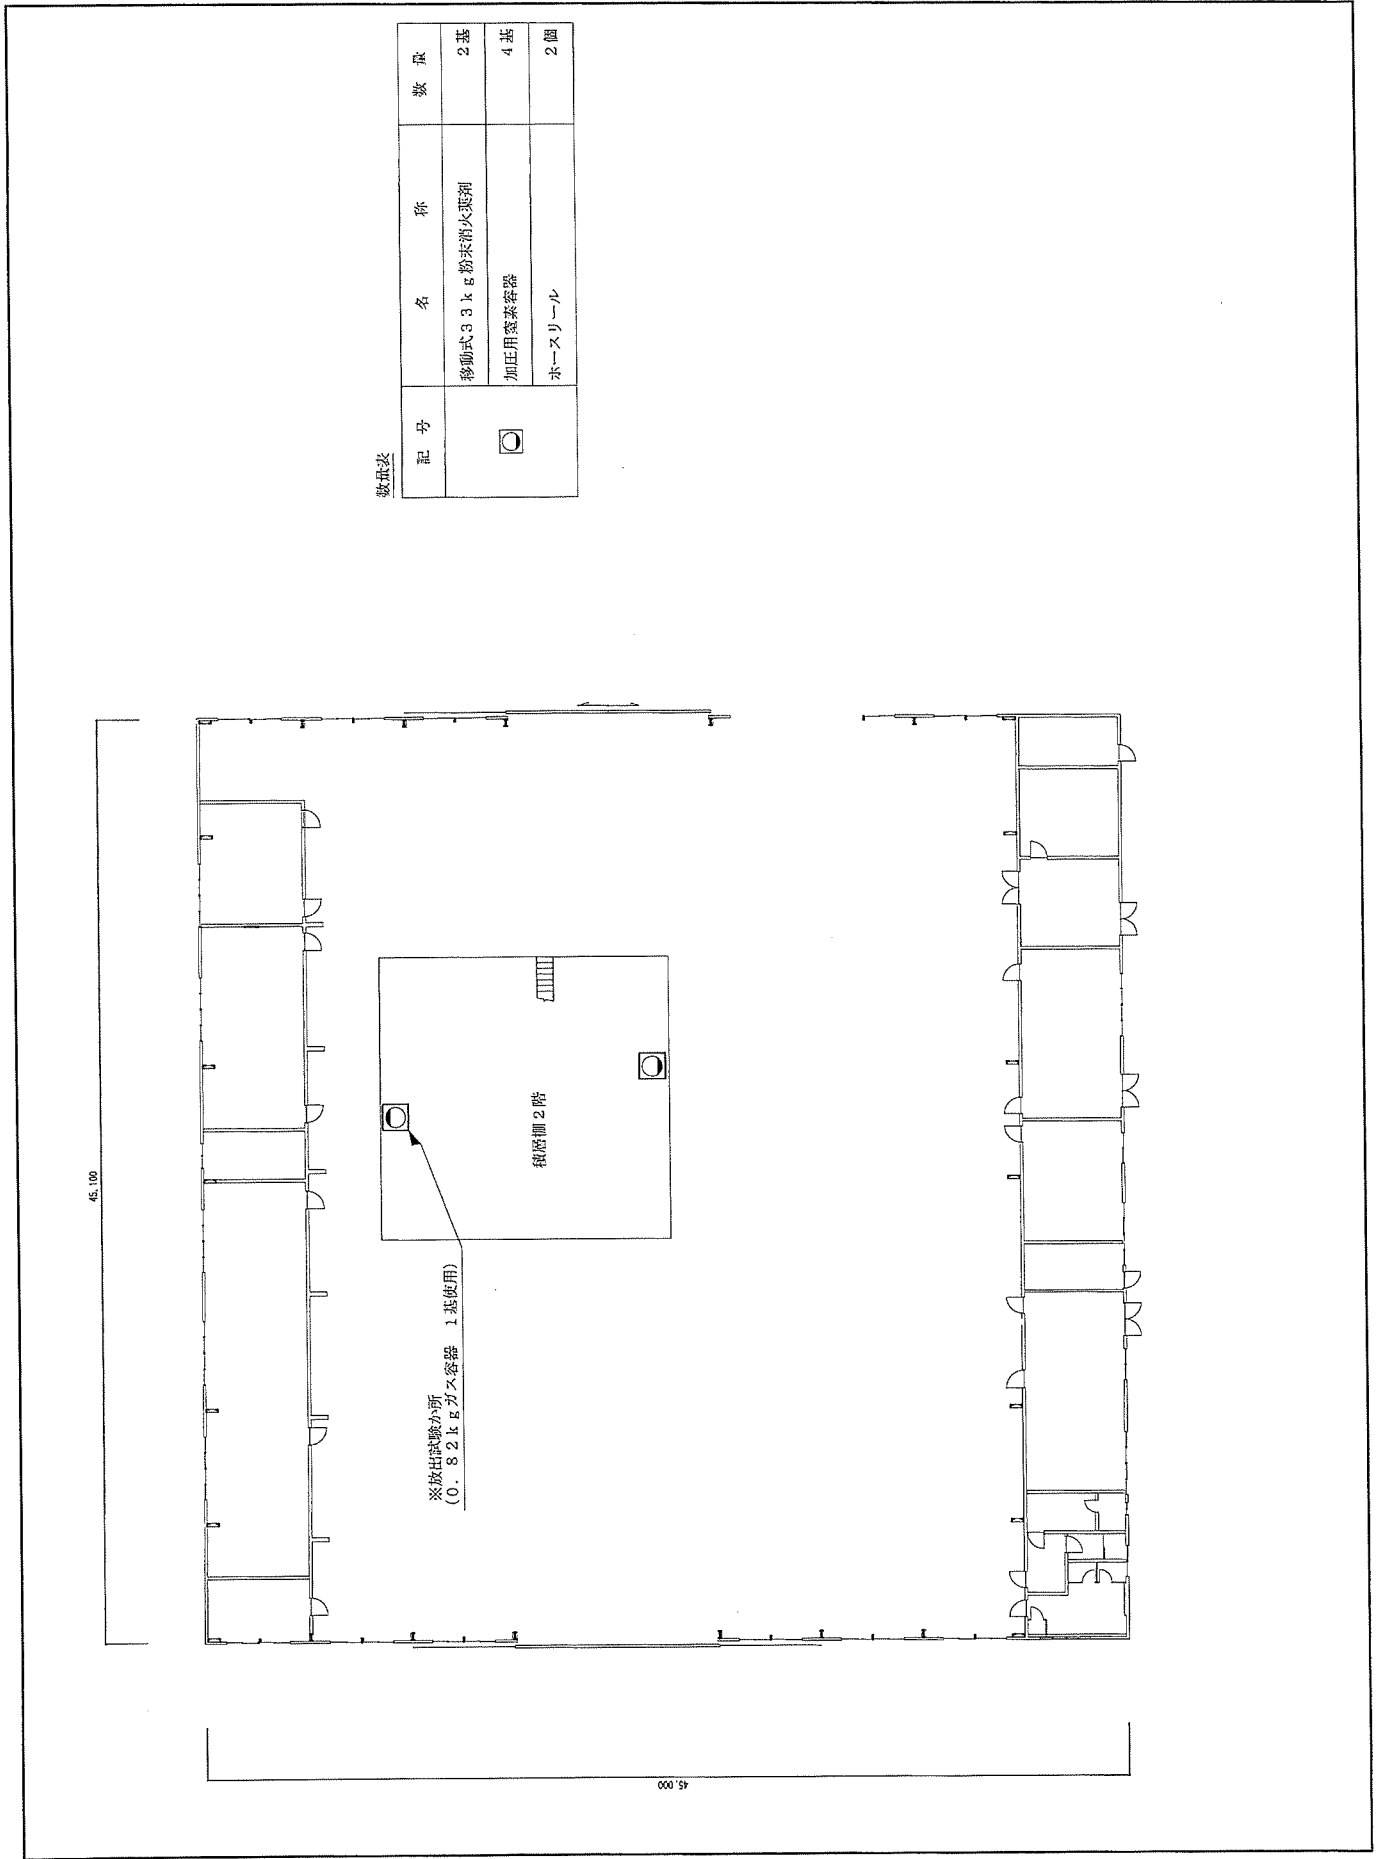 45,100
45,000
※放出試験か所
(0.82kgガス容器 1基使用)
積層棚2階
数量表
記号 名称 数量
移動式33kg粉末消火薬剤 2基
加圧用窒素容器 4基
ホースリール 2個